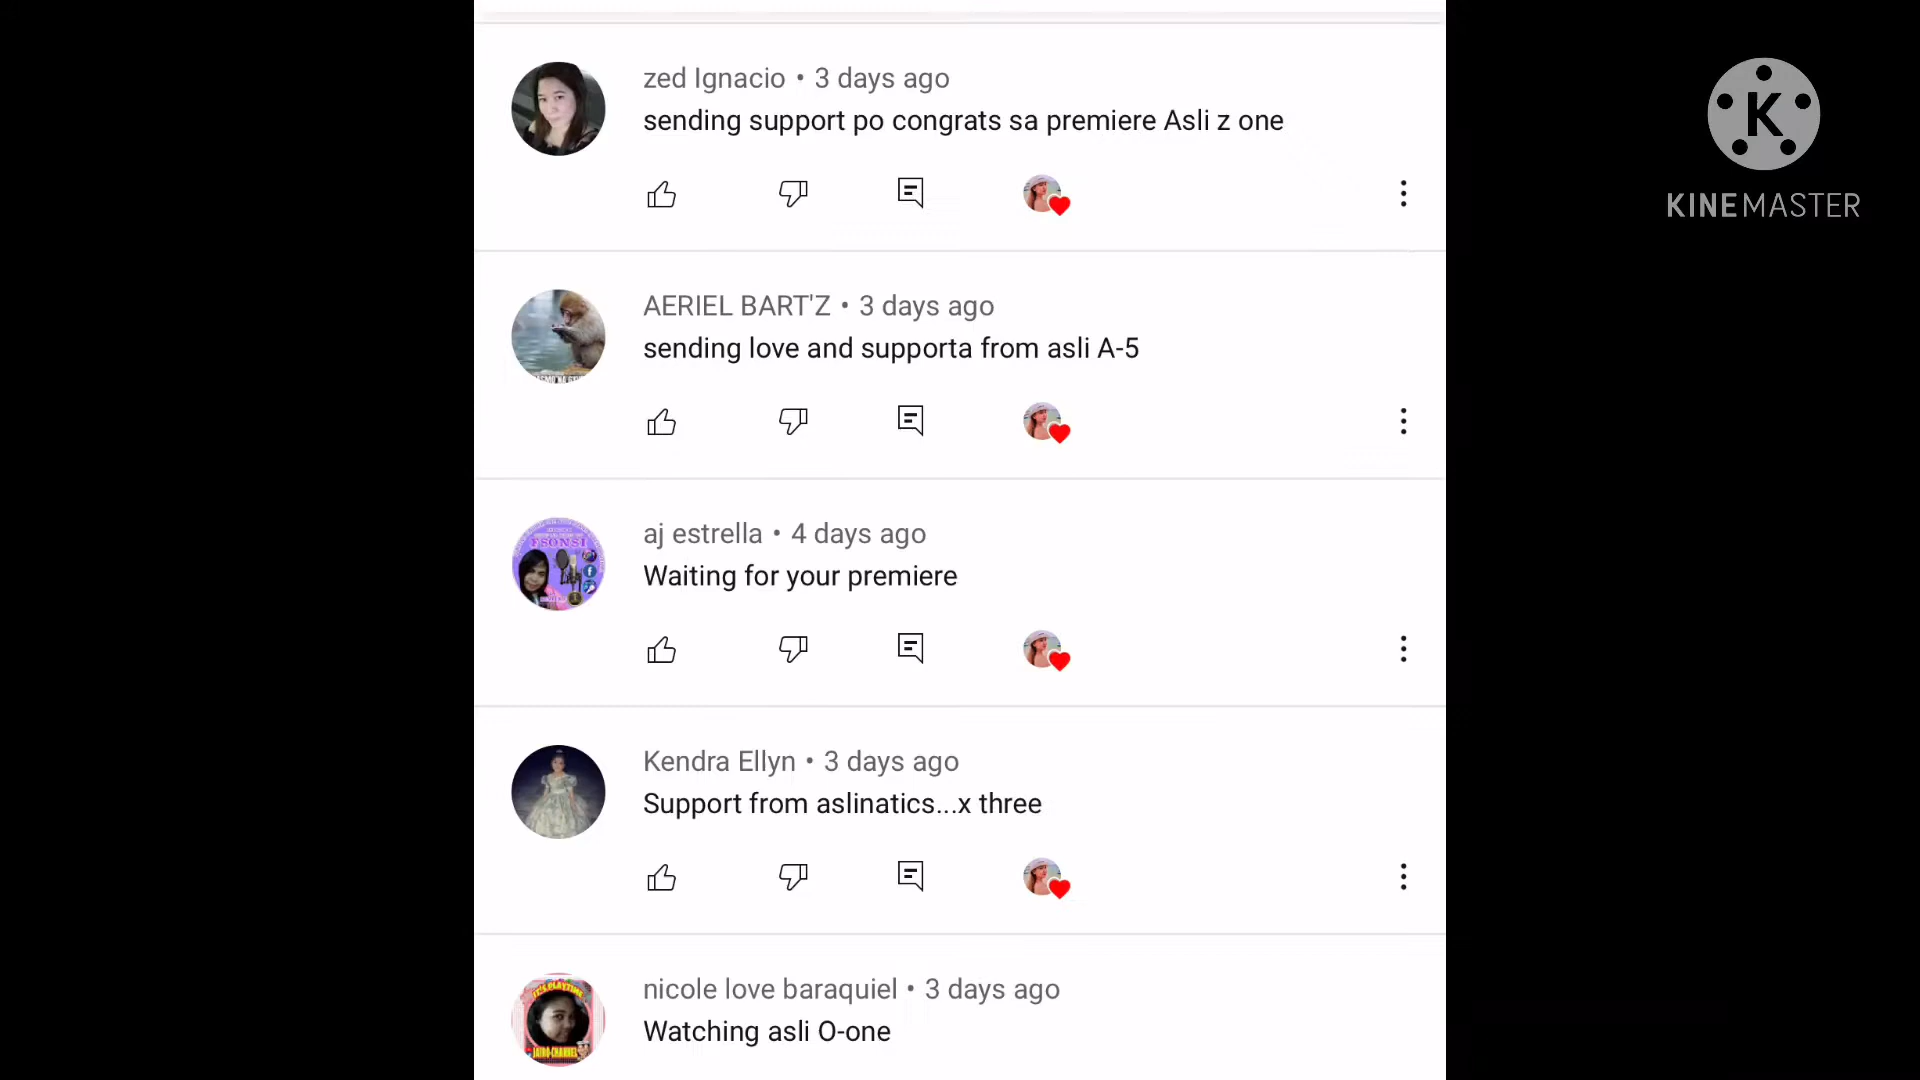 zed Ignacio • 3 days ago
sending support po congrats sa premiere Asli z one
KINEMASTER
AERIEL BART'Z • 3 days ago
sending love and supporta from asli A-5
aj estrella • 4 days ago
Waiting for your premiere
FSONSI
Kendra Ellyn • 3 days ago
Support from aslinatics...x three
nicole love baraquiel • 3 days ago
Watching asli O-one